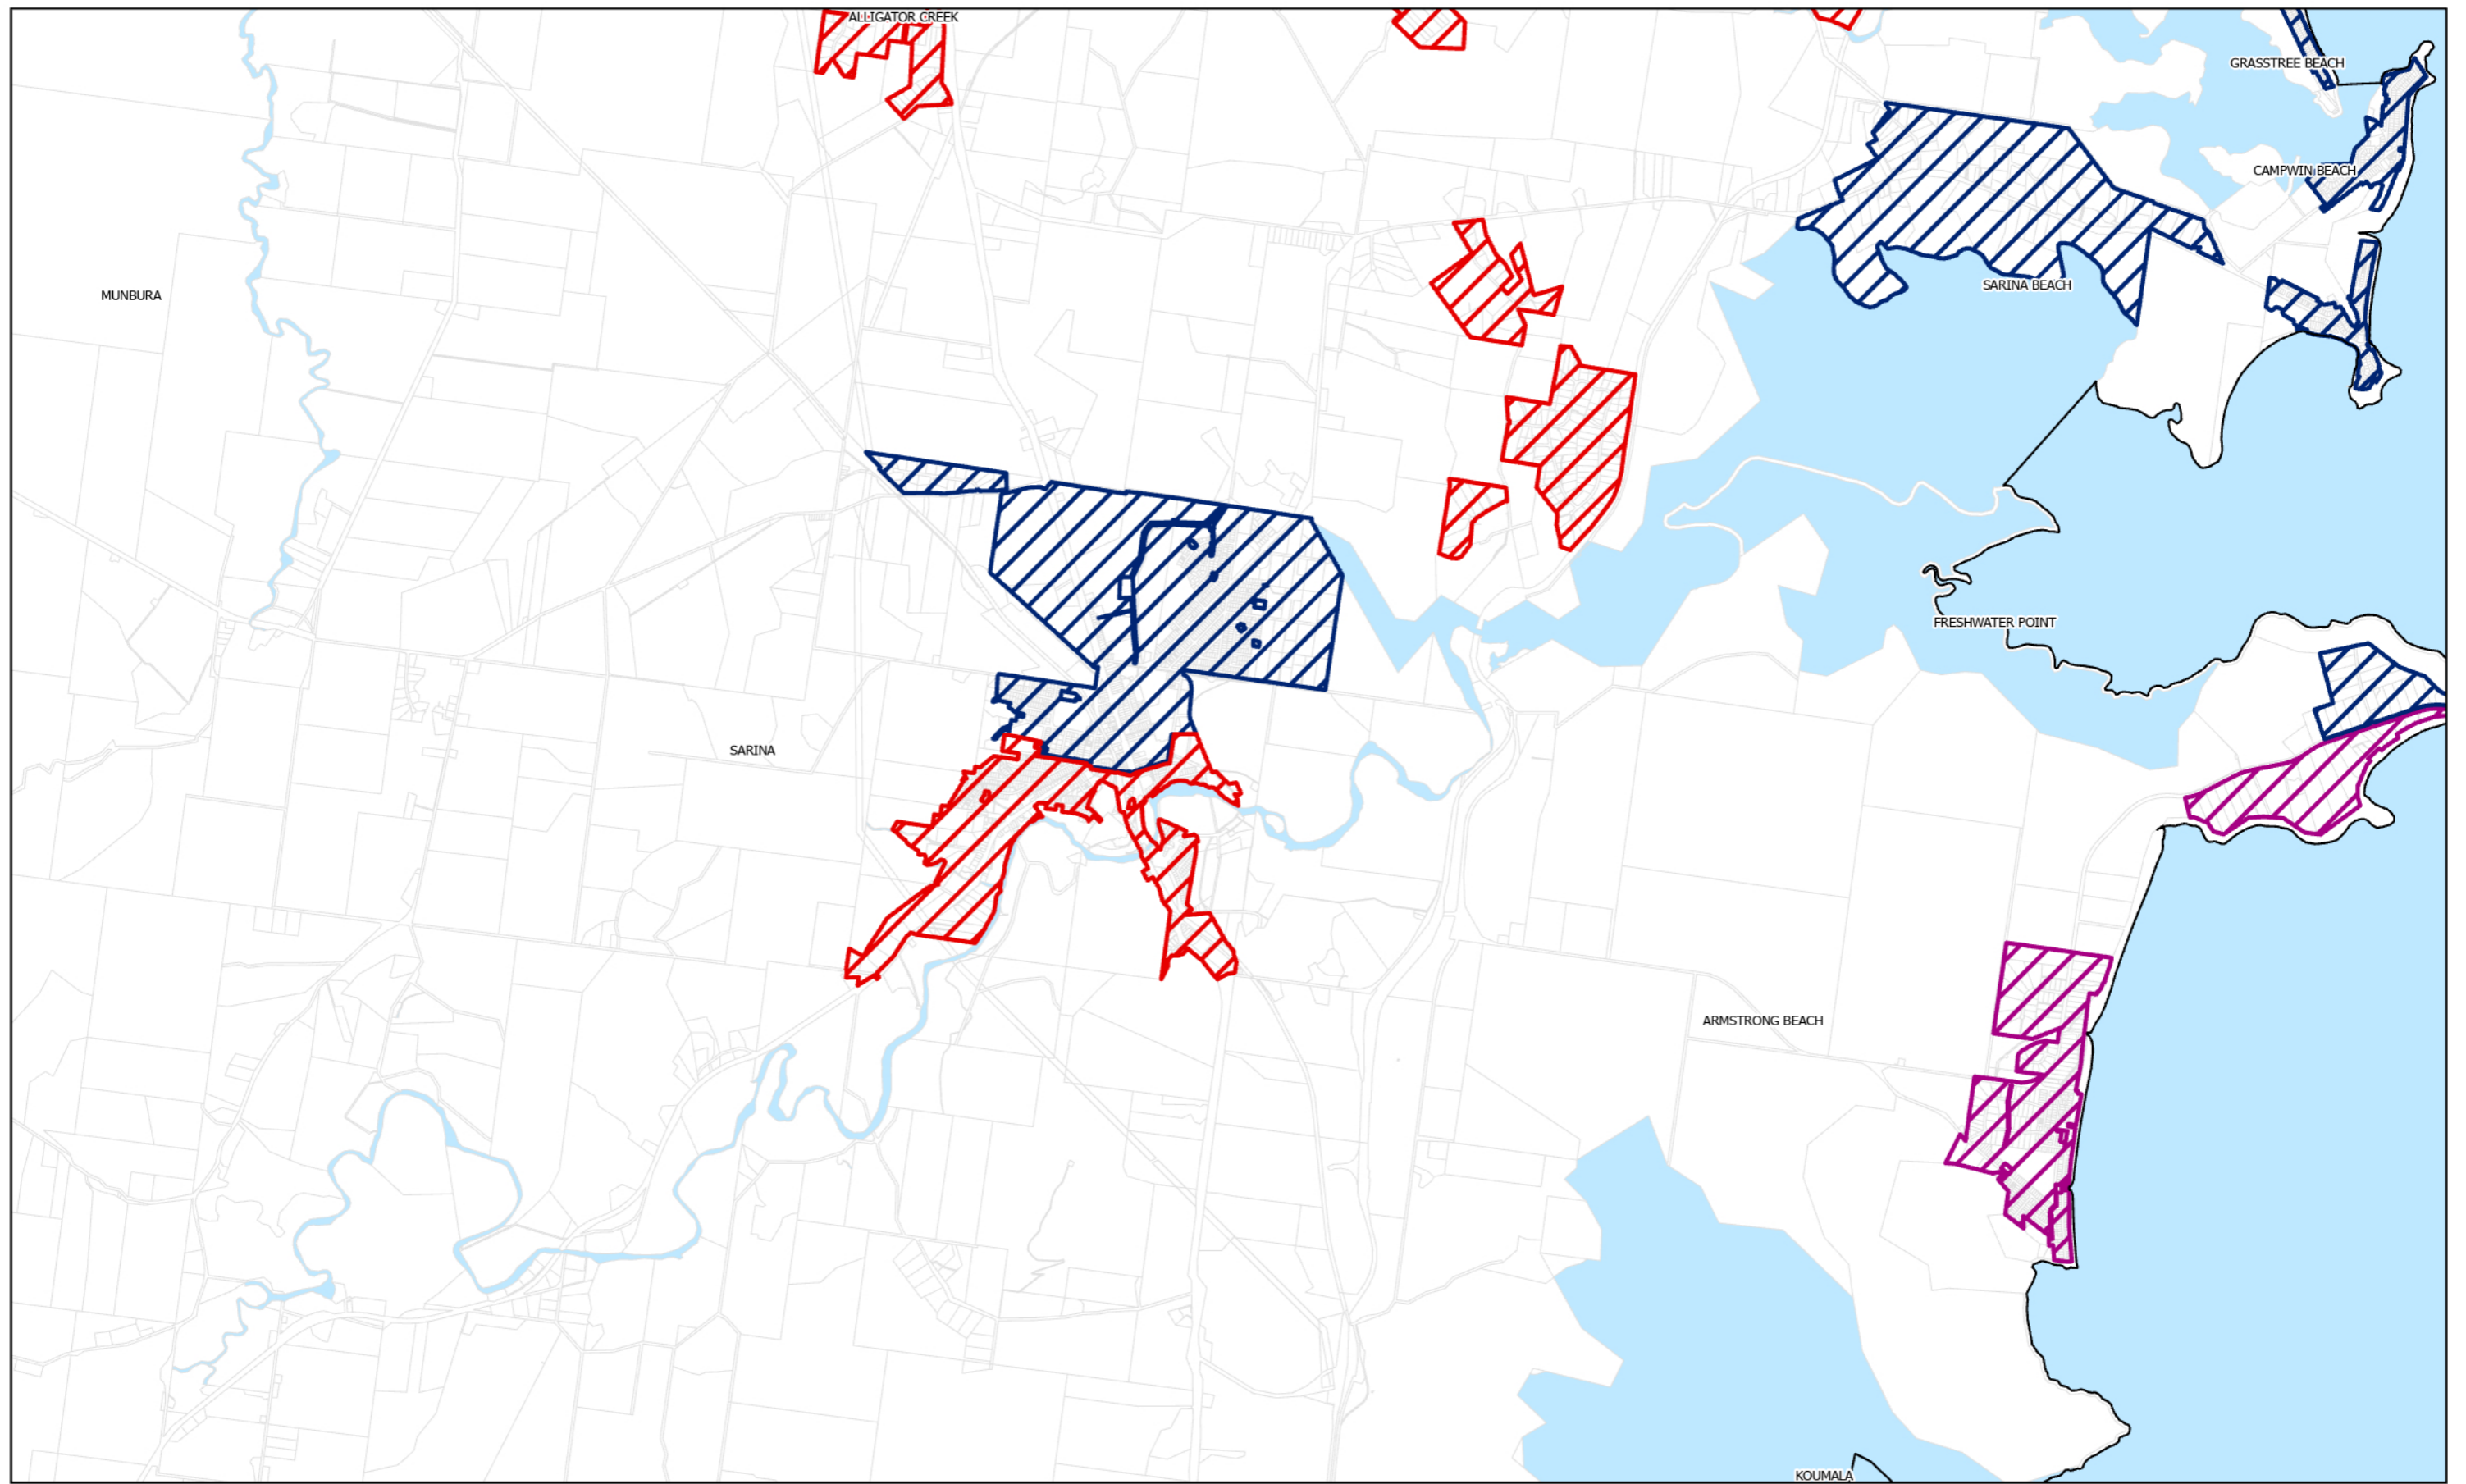 ALLIGATOR CREEK
GRASSTREE BEACH
CAMPWIN BEACH
SARINA BEACH
MUNBURA
FRESHWATER POINT
SARINA
ARMSTRONG BEACH
KOUMALA